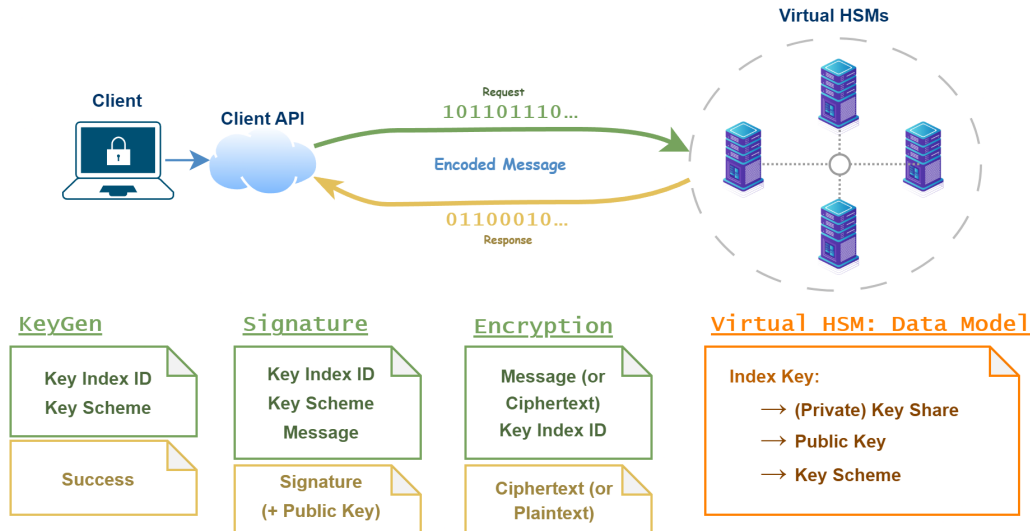 Virtual HSMs
Client
Client API
Request
101101110...
Encoded Message
01100010...
Response
KeyGen
Key Index ID
Key Scheme
Success
Signature
Key Index ID
Key Scheme
Message
Signature
(+ Public Key)
Encryption
Message (or
Ciphertext)
Key Index ID
Ciphertext (or
Plaintext)
Virtual HSM: Data Model
Index Key:
→ (Private) Key Share
→ Public Key
→ Key Scheme